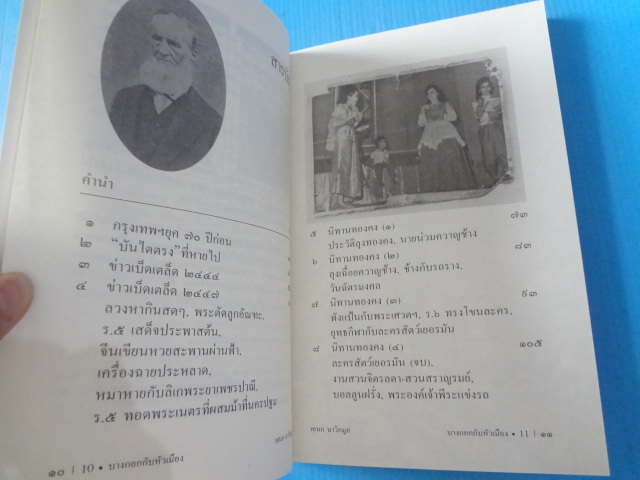 คำนำ
๑ กรุงเทพฯยุค ๗๐ ปีก่อน
๒ "บันไดตรง" ที่หายไป
๓ ข่าวเบ็ดเตล็ด ๒๔๔๔
๔ ข่าวเบ็ดเตล็ด ๒๔๔๗
ลวงหากินสดๆ, พระตัดลูกอัณฑะ,
ร.๕ เสด็จประพาสต้น,
จีนเขียนหวยสะพานผ่านฟ้า,
เครื่องฉายประหลาด,
หมาหายกับลิเกพระยาเพชรปาณี,
ร.๕ ทอดพระเนตรที่ผสมม้าที่นครปฐม
๑๐ | 10 • บางกอกกับหัวเมือง
๕ นิทานทองคง (๑) ๗๓
ประวัติลุงทองคง, นายน่วมควาญช้าง
๖ นิทานทองคง (๒) ๘๓
ลุงเถื่อยควาญช้าง, ช้างกับรถราง,
วันฉัตรมงคล
๗ นิทานทองคง (๓) ๙๓
ฟังแป็นกับพระเศวตฯ, ร.๖ ทรงโขนละคร,
ยุทธกีฬากับละครสัตว์เยอรมัน
๘ นิทานทองคง (๔) ๑๐๕
ละครสัตว์เยอรมัน (จบ),
งานสวนจิตรลดา-สวนสราญรมย์,
บอลลูนฝรั่ง, พระองค์เจ้าพีระแข่งรถ
เอนก นาวิกมูล
บางกอกกับหัวเมือง • 11 | ๑๑